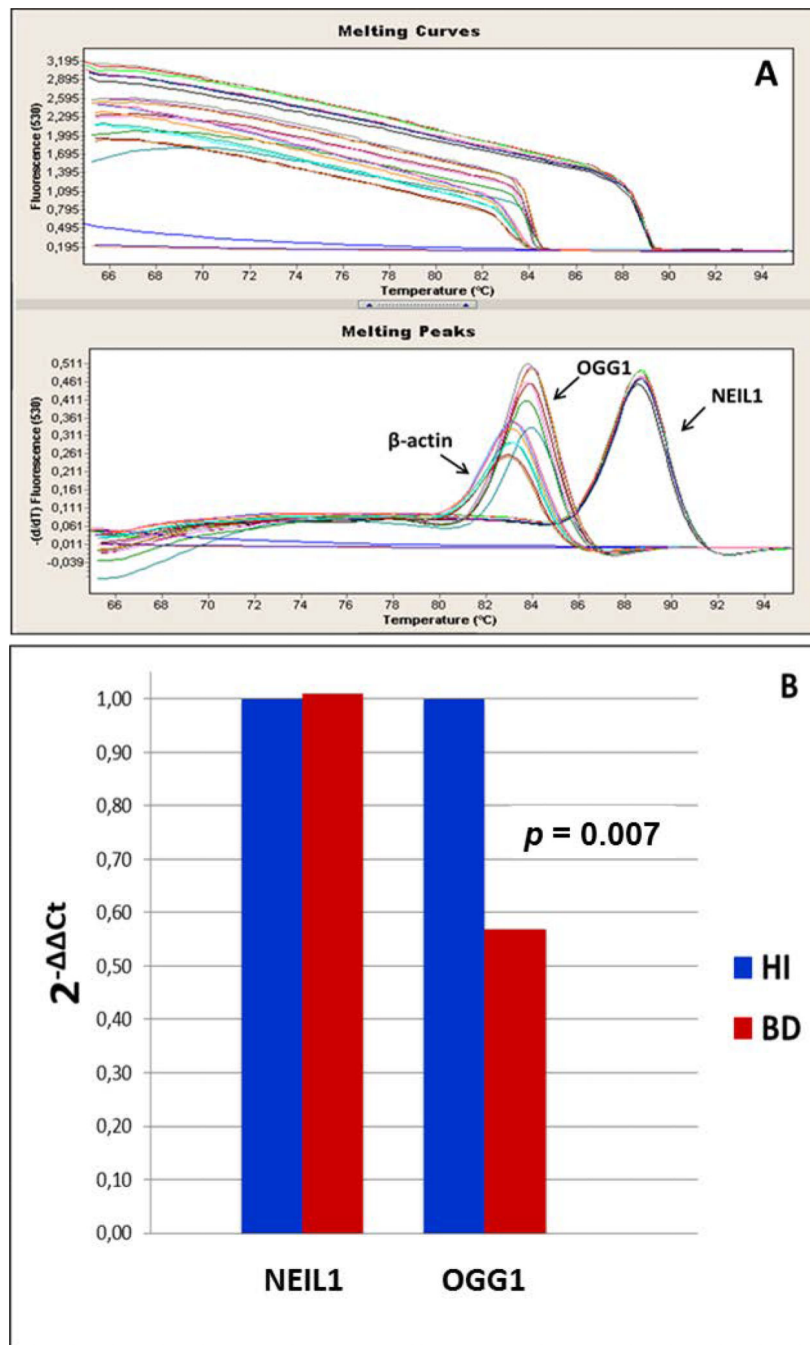 Melting Curves
A
Fluorescence (530)
3,195
2,895
2,595
2,295
1,995
1,695
1,395
1,095
0,795
0,495
0,195
66 68 70 72 74 76 78 80 82 84 86 88 90 92 94
Temperature (ºC)
Melting Peaks
-(d/dT) Fluorescence (530)
0,511
0,461
0,411
0,361
0,311
0,261
0,211
0,161
0,111
0,061
0,011
-0,039
OGG1
NEIL1
β-actin
66 68 70 72 74 76 78 80 82 84 86 88 90 92 94
Temperature (ºC)
B
2-ΔΔCt
1,00
0,90
0,80
0,70
0,60
0,50
0,40
0,30
0,20
0,10
0,00
p = 0.007
HI
BD
NEIL1 OGG1